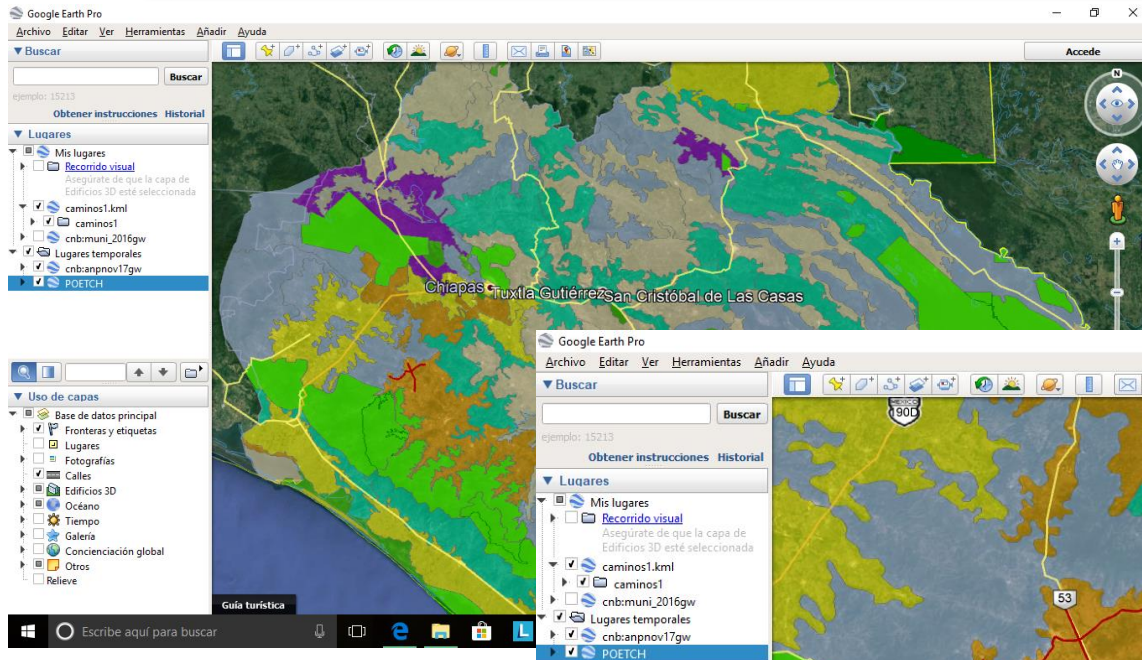 Google Earth Pro
Archivo Editar Ver Herramientas Añadir Ayuda
Buscar
Accede
Buscar
ejemplo: 15213
Obtener instrucciones Historial
Lugares
Mis lugares
Recorrido visual
Asegúrate de que la capa de
Edificios 3D esté seleccionada
caminos1.kml
caminos1
cnb:muni_2016gw
Lugares temporales
cnb:anpnov17gw
POETCH
Uso de capas
Base de datos principal
Fronteras y etiquetas
Lugares
Fotografías
Calles
Edificios 3D
Océano
Tiempo
Galería
Concienciación global
Otros
Relieve
N
Chiapas
Tuxtla Gutiérrez
San Cristóbal de Las Casas
Guía turística
Escribe aquí para buscar
L
Google Earth Pro
Archivo Editar Ver Herramientas Añadir Ayuda
Buscar
Buscar
ejemplo: 15213
Obtener instrucciones Historial
Lugares
Mis lugares
Recorrido visual
Asegúrate de que la capa de
Edificios 3D esté seleccionada
caminos1.kml
caminos1
cnb:muni_2016gw
Lugares temporales
cnb:anpnov17gw
POETCH
MEXICO
190D
53